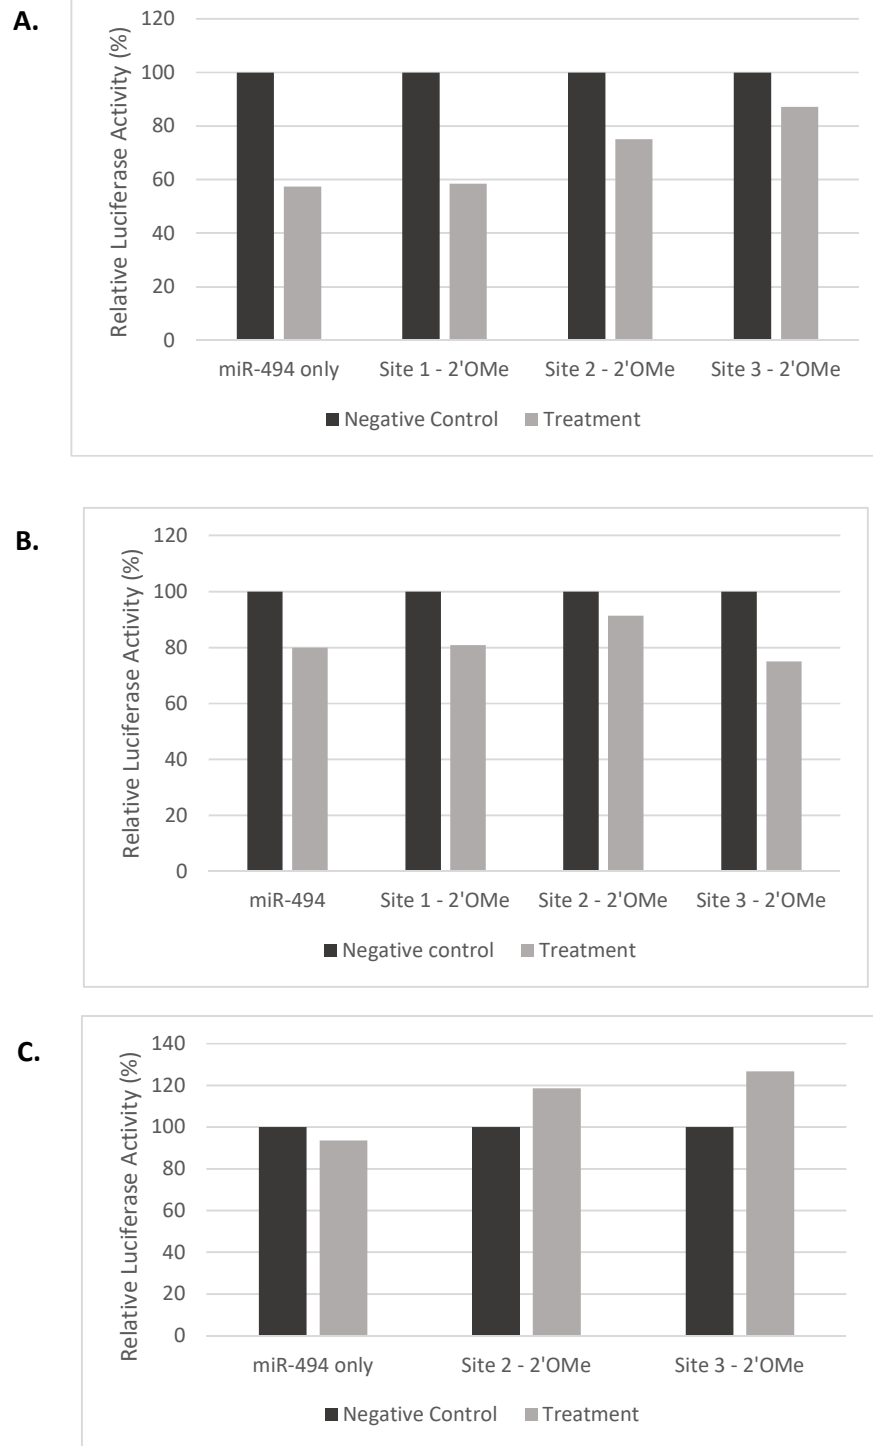 A.
Relative Luciferase Activity (%)
120
100
80
60
40
20
0
miR-494 only
Site 1 - 2'OMe
Site 2 - 2'OMe
Site 3 - 2'OMe
Negative Control
Treatment
B.
Relative Luciferase Activity (%)
120
100
80
60
40
20
0
miR-494
Site 1 - 2'OMe
Site 2 - 2'OMe
Site 3 - 2'OMe
Negative control
Treatment
C.
Relative Luciferase Activity (%)
140
120
100
80
60
40
20
0
miR-494 only
Site 2 - 2'OMe
Site 3 - 2'OMe
Negative Control
Treatment